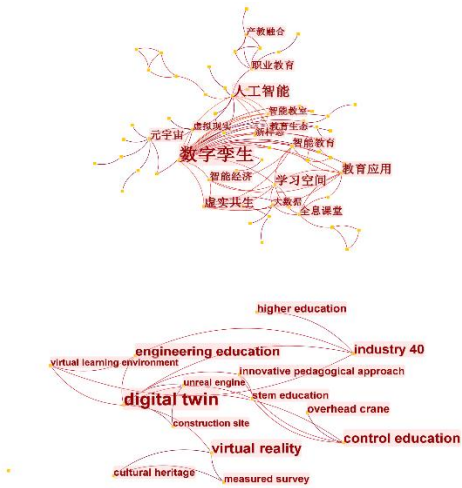 产教融合
职业教育
人工智能
智能教室
虚拟现实
教育生态
元宇宙
新样态
智能教育
数字孪生
教育应用
智能经济
学习空间
虚实共生
大数据
全息课堂
higher education
engineering education
industry 40
virtual learning environment
innovative pedagogical approach
unreal engine
digital twin
stem education
overhead crane
construction site
control education
virtual reality
cultural heritage
measured survey